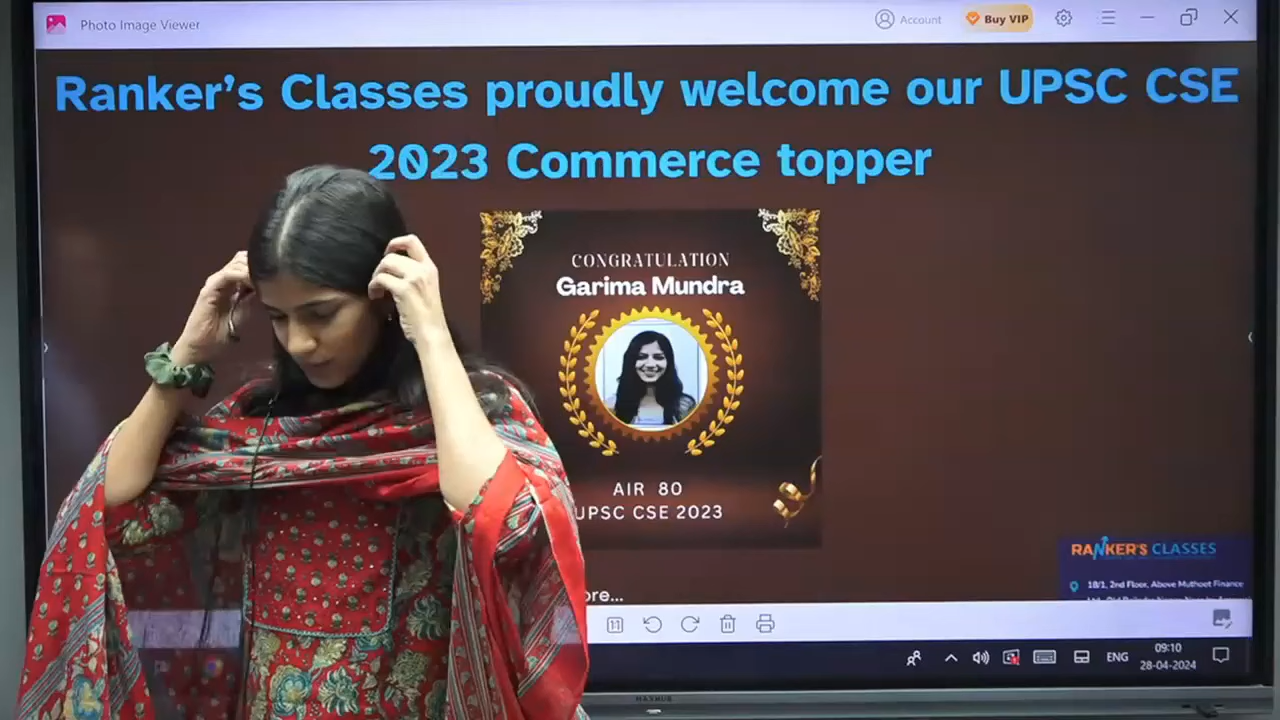 Photo Image Viewer
Account
Buy VIP
Ranker's Classes proudly welcome our UPSC CSE
2023 Commerce topper
CONGRATULATION
Garima Mundra
AIR 80
UPSC CSE 2023
RANKER'S CLASSES
18/1, 2nd Floor, Above Muthoot Finance
ore...
ENG
09:10
28-04-2024
MAXHUB